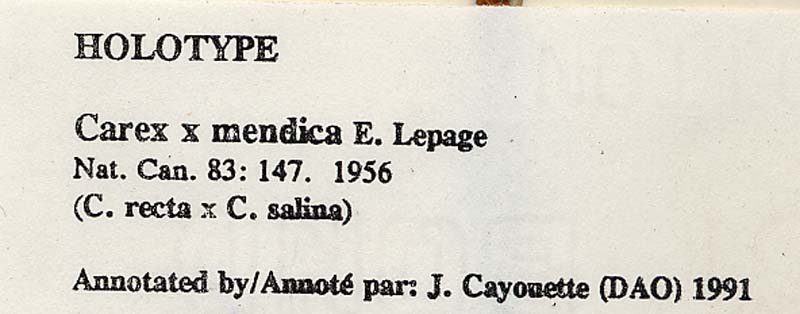 HOLOTYPE
Carex x mendica E. Lepage
Nat. Can. 83: 147. 1956
(C. recta x C. salina)
Annotated by/Annoté par: J. Cayouette (DAO) 1991